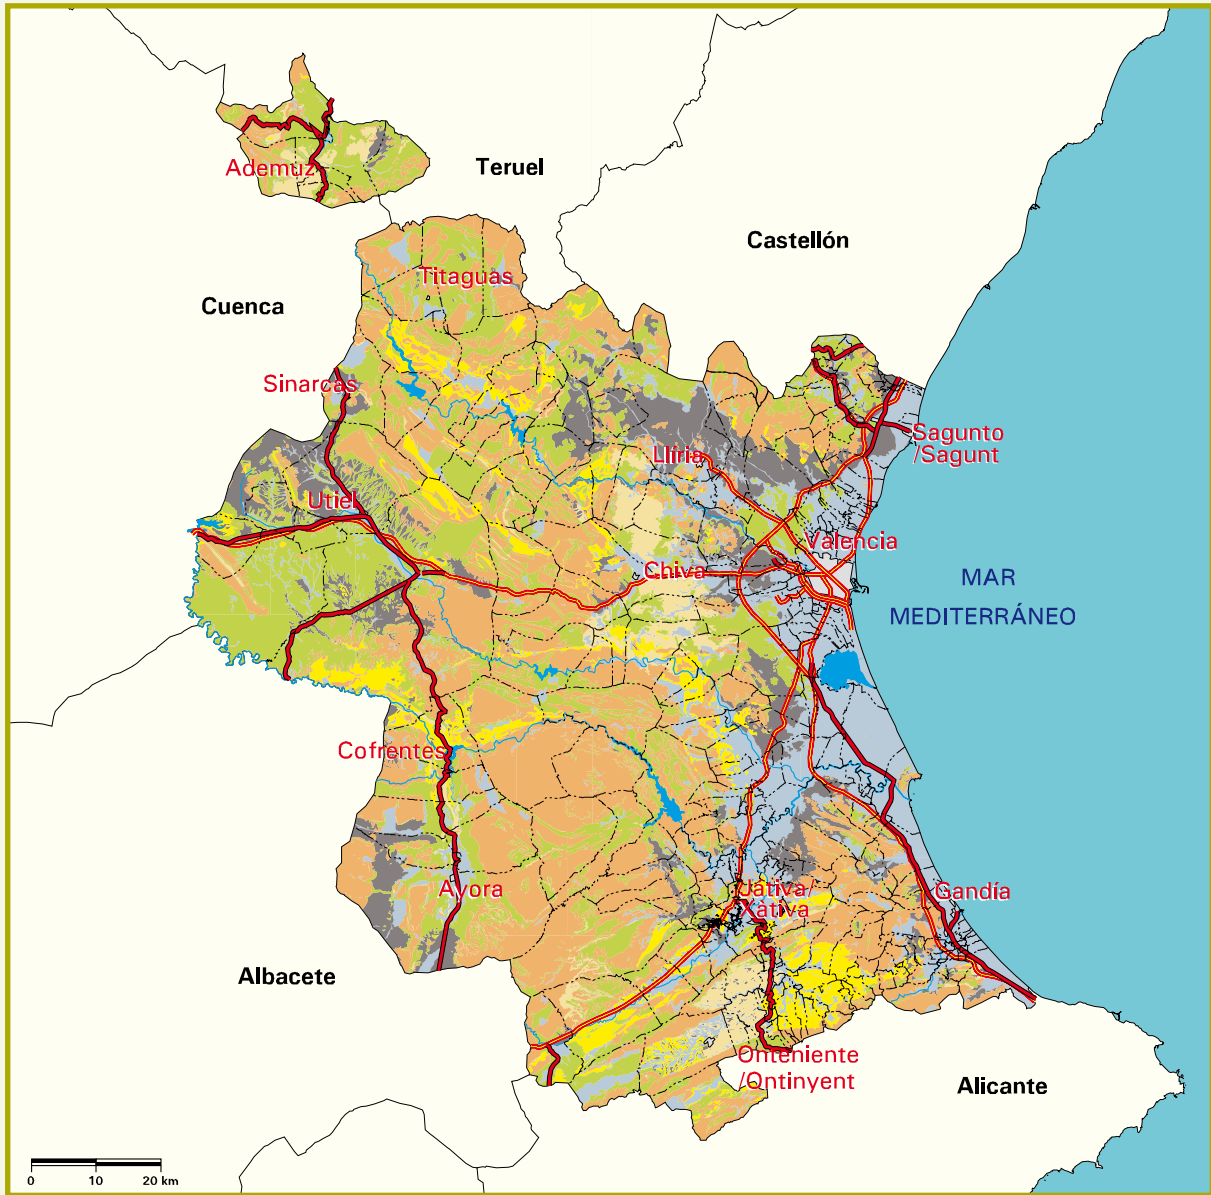 Teruel
Ademuz
Castellón
Titaguas
Cuenca
Sinarcas
Sagunto
/Sagunt
Llíria
Utiel
Valencia
Chiva
MAR
MEDITERRÁNEO
Cofrentes
Ayora
Játiva/
Xàtiva
Gandía
Albacete
Onteniente
/Ontinyent
Alicante
0 10 20 km